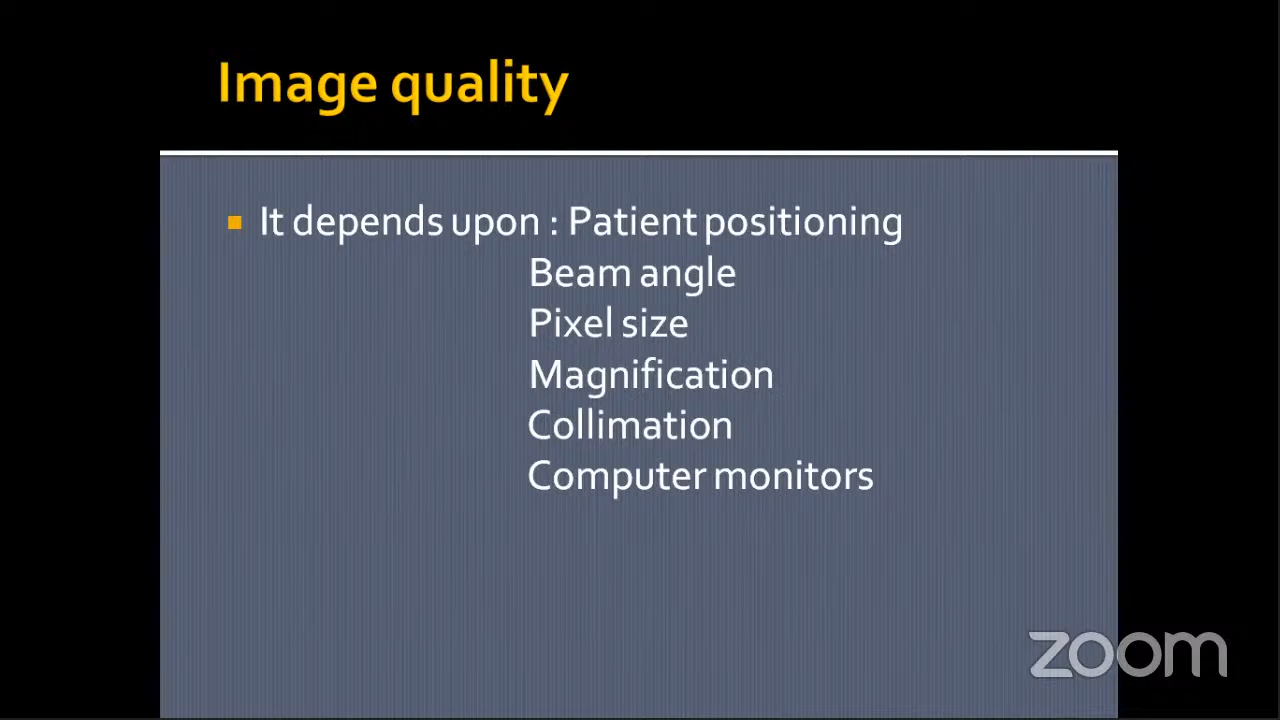 Image quality
It depends upon : Patient positioning
Beam angle
Pixel size
Magnification
Collimation
Computer monitors
zoom